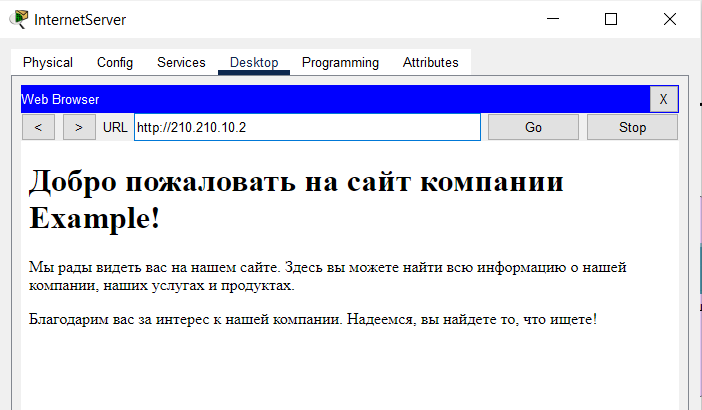 InternetServer
Physical Config Services Desktop Programming Attributes
Web Browser X
< > URL http://210.210.10.2 Go Stop
Добро пожаловать на сайт компании
Example!
Мы рады видеть вас на нашем сайте. Здесь вы можете найти всю информацию о нашей
компании, наших услугах и продуктах.
Благодарим вас за интерес к нашей компании. Надеемся, вы найдете то, что ищете!